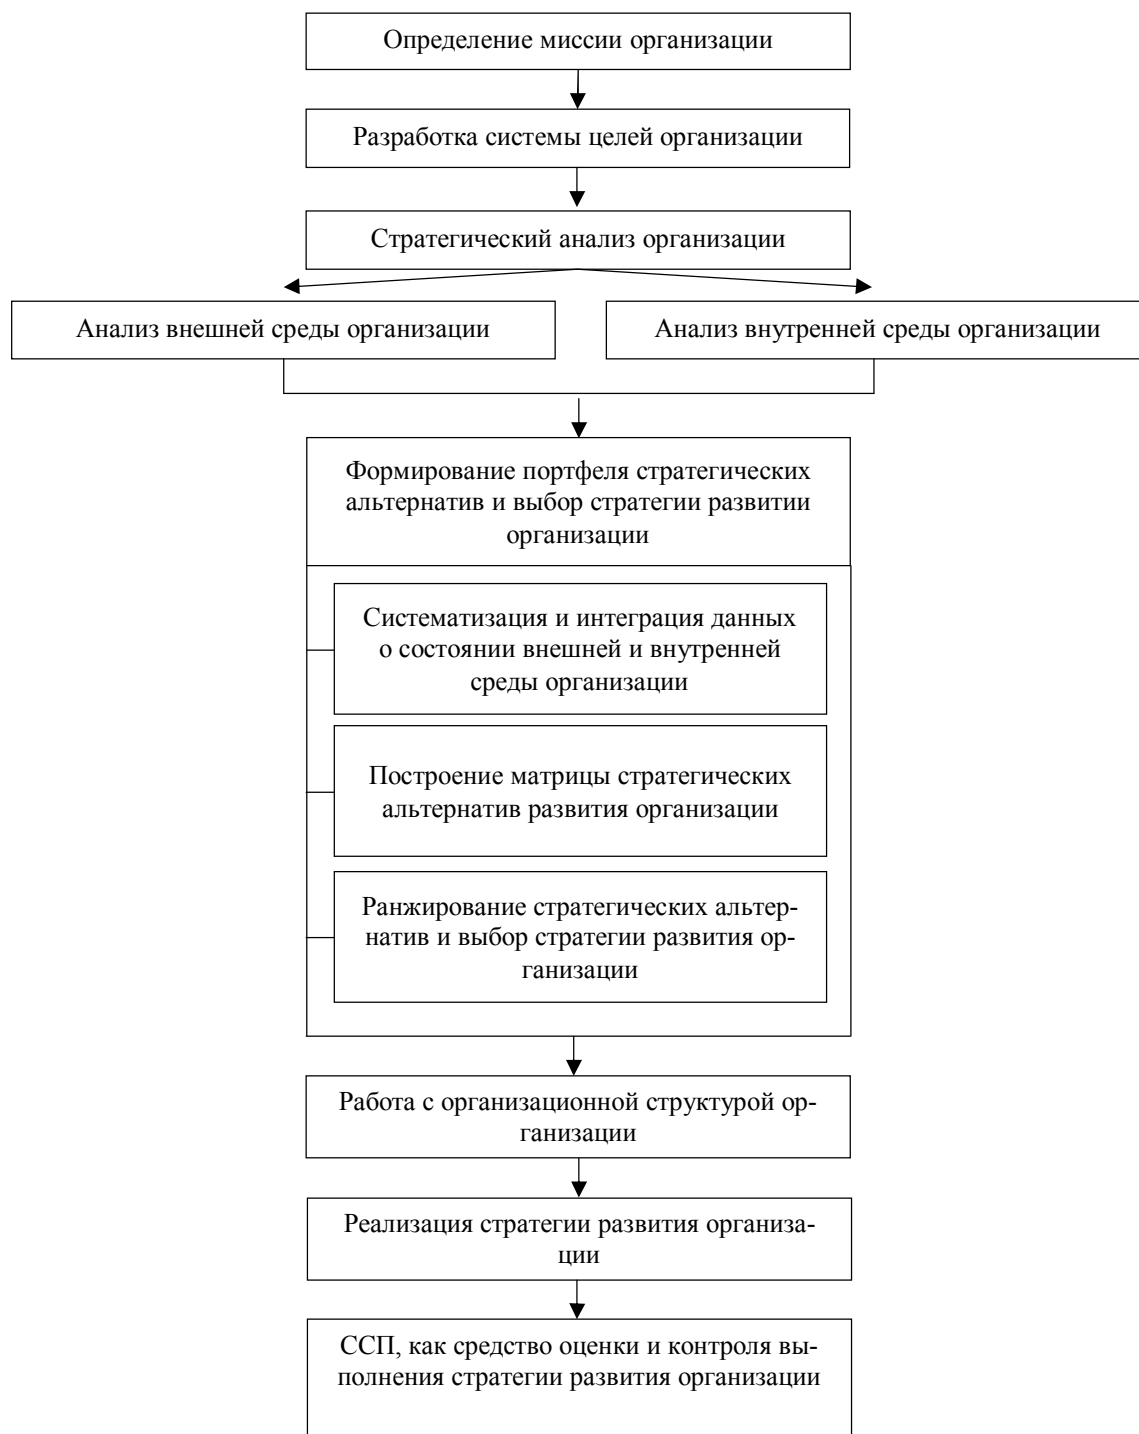 Определение миссии организации
Разработка системы целей организации
Стратегический анализ организации
Анализ внешней среды организации
Анализ внутренней среды организации
Формирование портфеля стратегических
альтернатив и выбор стратегии развитии
организации
Систематизация и интеграция данных
о состоянии внешней и внутренней
среды организации
Построение матрицы стратегических
альтернатив развития организации
Ранжирование стратегических альтер-
натив и выбор стратегии развития ор-
ганизации
Работа с организационной структурой ор-
ганизации
Реализация стратегии развития организа-
ции
ССП, как средство оценки и контроля вы-
полнения стратегии развития организации